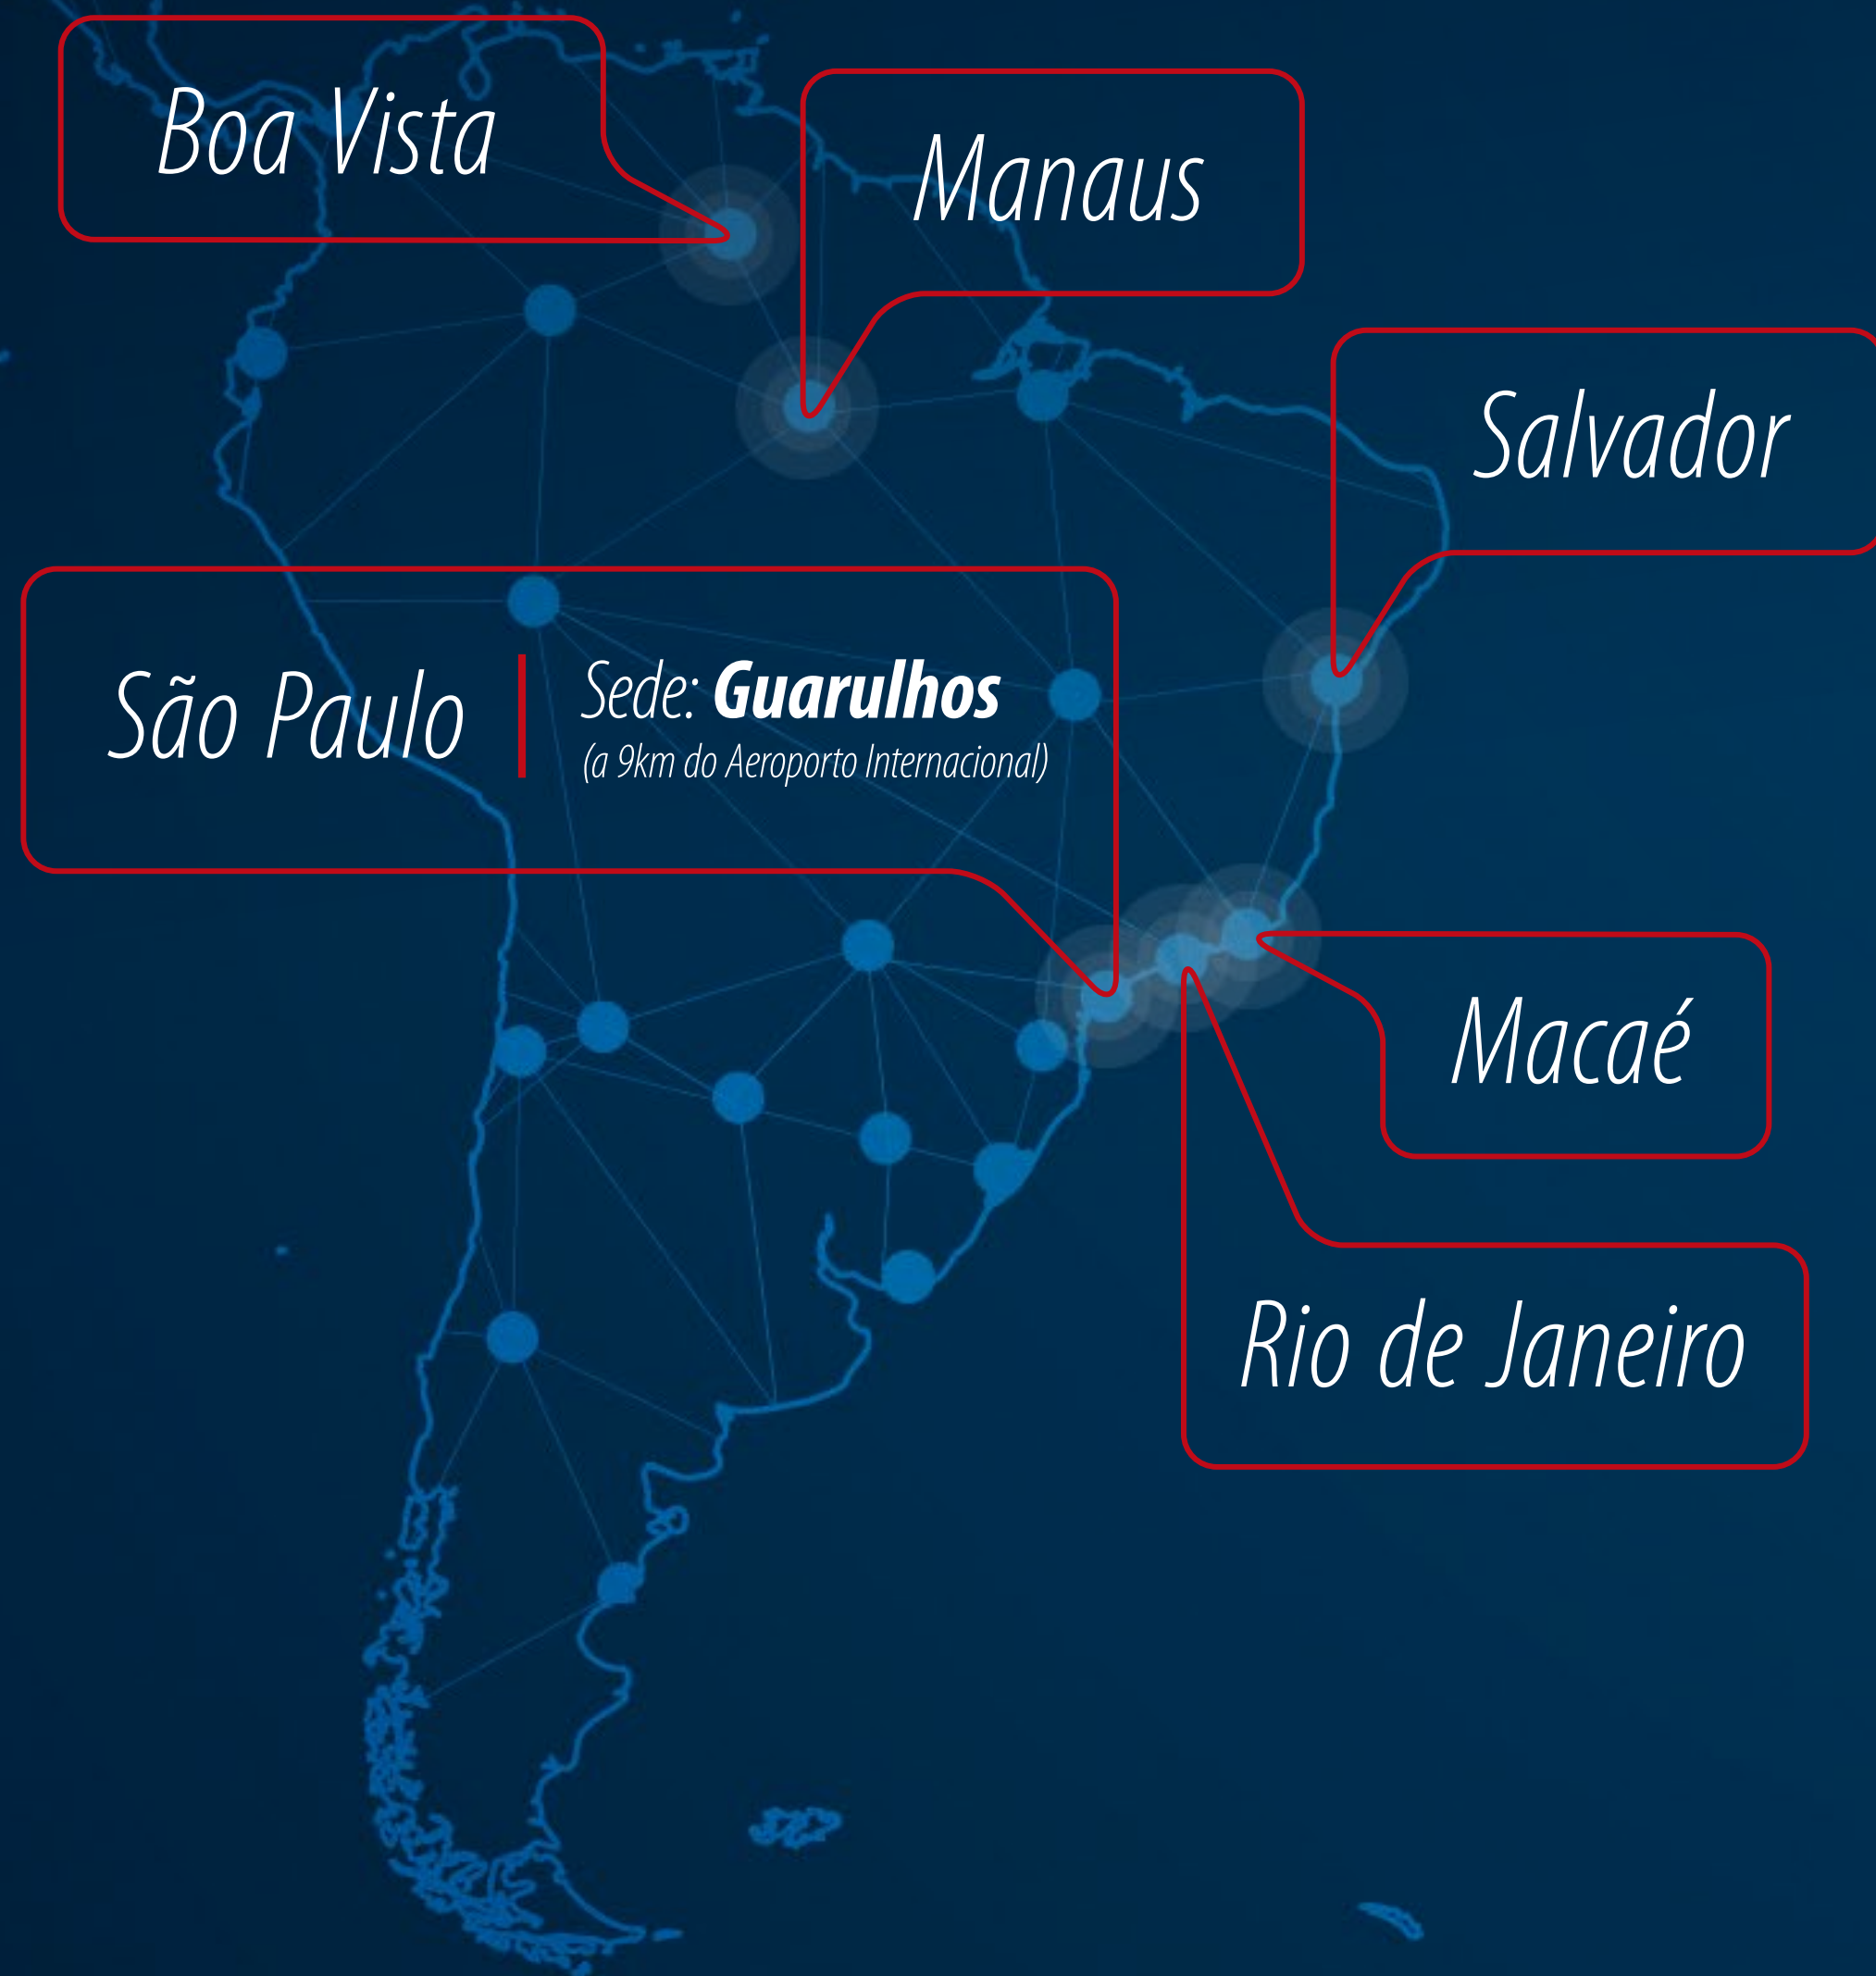 Boa Vista
Manaus
Salvador
São Paulo
Sede: Guarulhos
(a 9km do Aeroporto Internacional)
Macaé
Rio de Janeiro